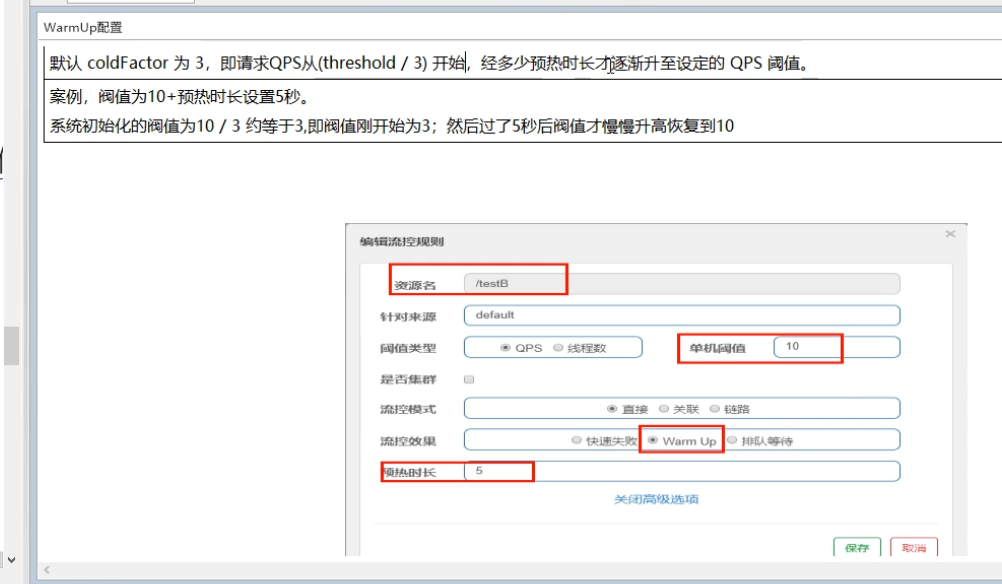 WarmUp配置
默认 coldFactor 为 3，即请求QPS从(threshold / 3) 开始，经多少预热时长才逐渐升至设定的 QPS 阈值。
案例，阀值为10+预热时长设置5秒。
系统初始化的阀值为10 / 3 约等于3,即阀值刚开始为3；然后过了5秒后阀值才慢慢升高恢复到10
编辑流控规则
资源名 /testB
针对来源 default
阈值类型 QPS 线程数 单机阈值 10
是否集群
流控模式 直接 关联 链路
流控效果 快速失败 Warm Up 排队等待
预热时长 5
关闭高级选项
保存 取消